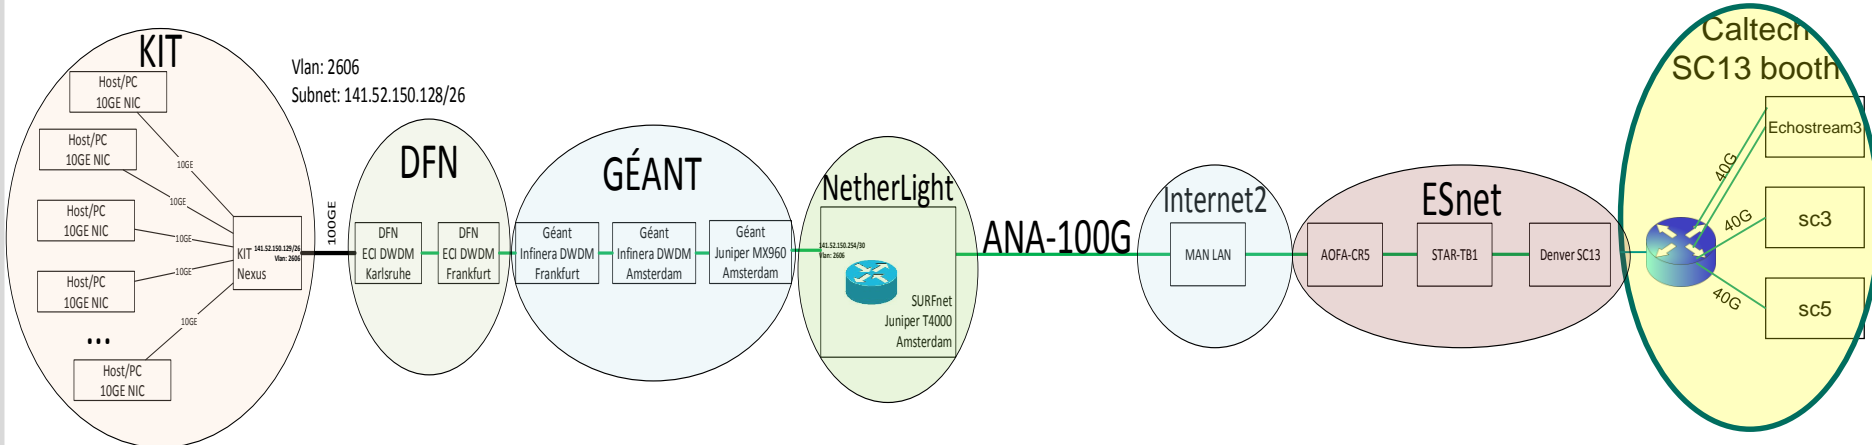 KIT
Host/PC
10GE NIC
Host/PC
10GE NIC
Host/PC
10GE NIC
Host/PC
10GE NIC
...
Host/PC
10GE NIC
10GE
10GE
10GE
10GE
10GE
KIT
Nexus
141.52.150.129/26
Vlan: 2606
Vlan: 2606
Subnet: 141.52.150.128/26
100GE
DFN
DFN
ECI DWDM
Karlsruhe
DFN
ECI DWDM
Frankfurt
GÉANT
Géant
Infinera DWDM
Frankfurt
Géant
Infinera DWDM
Amsterdam
Géant
Juniper MX960
Amsterdam
NetherLight
141.52.150.254/30
Vlan: 2606
SURFnet
Juniper T4000
Amsterdam
ANA-100G
Internet2
MAN LAN
ESnet
AOFA-CR5
STAR-TB1
Denver SC13
Caltech
SC13 booth
Echostream3
40G
sc3
40G
sc5
40G